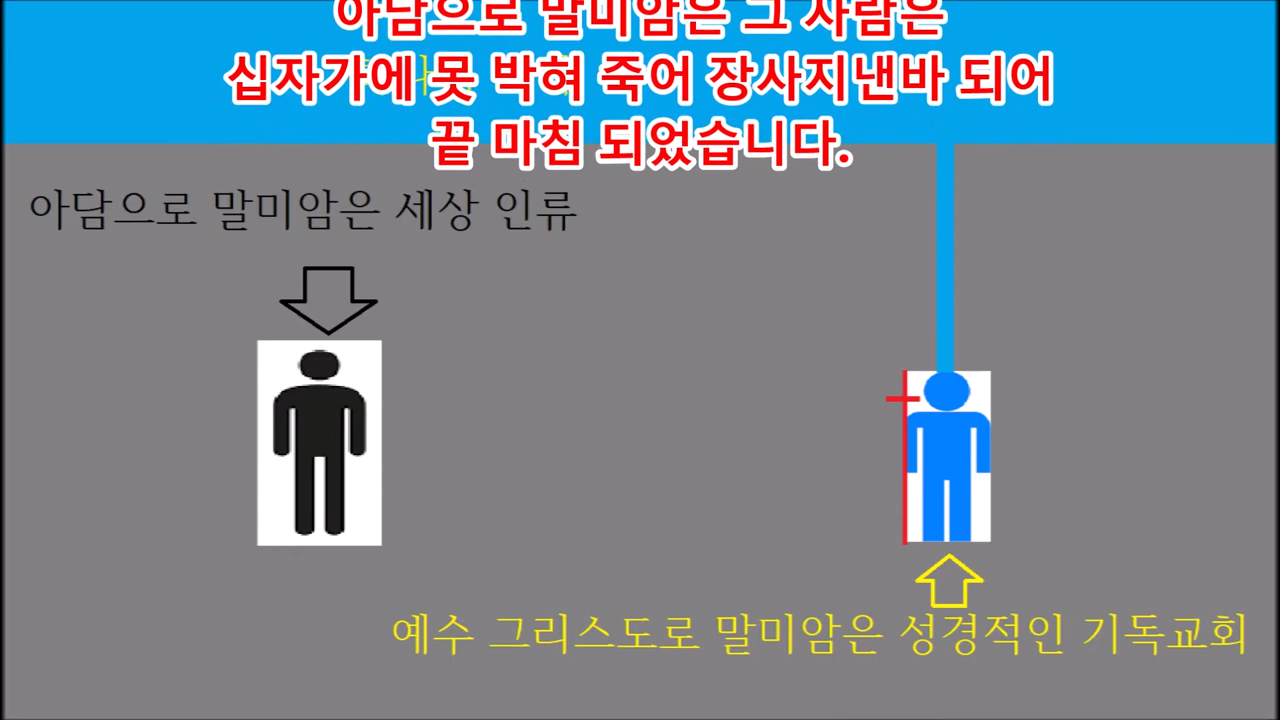 아담으로 말미암은 그 사람은
십자가에 못 박혀 죽어 장사지낸바 되어
끝 마침 되었습니다.
아담으로 말미암은 세상 인류
예수 그리스도로 말미암은 성경적인 기독교회